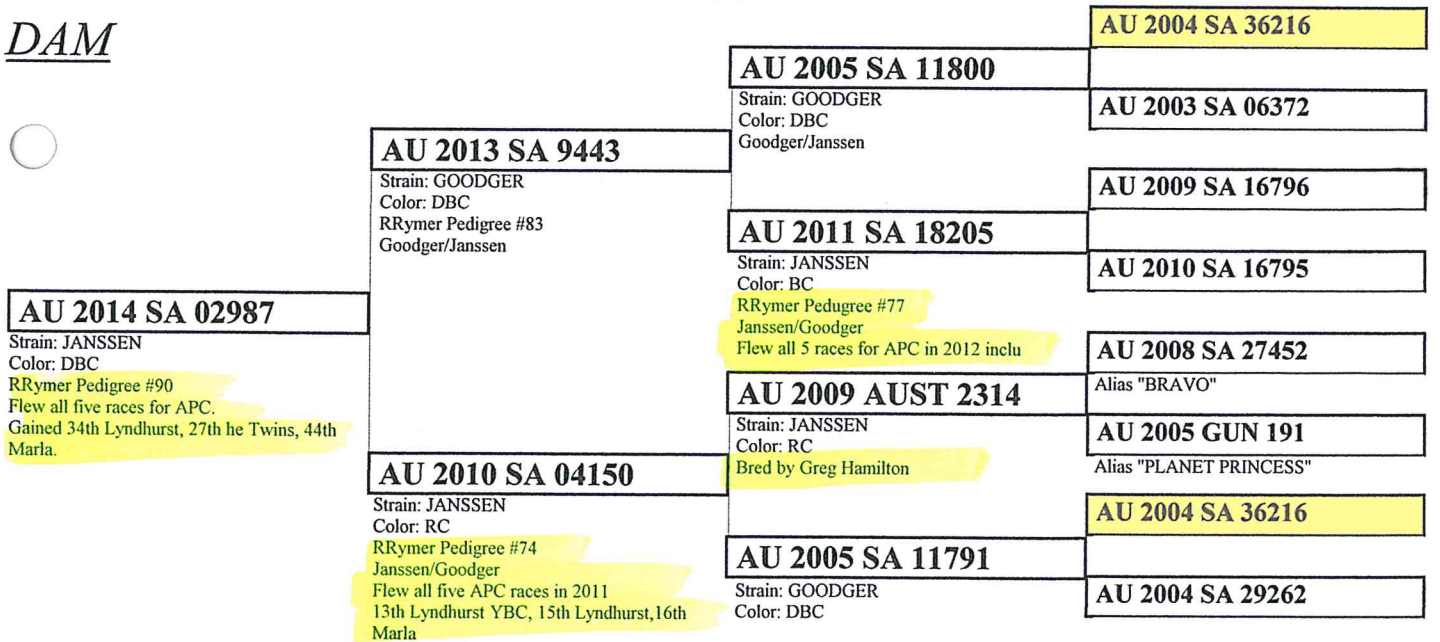 DAM
AU 2014 SA 02987
Strain: JANSSEN
Color: DBC
RRymer Pedigree #90
Flew all five races for APC.
Gained 34th Lyndhurst, 27th he Twins, 44th
Marla.
AU 2013 SA 9443
Strain: GOODGER
Color: DBC
RRymer Pedigree #83
Goodger/Janssen
AU 2010 SA 04150
Strain: JANSSEN
Color: RC
RRymer Pedigree #74
Janssen/Goodger
Flew all five APC races in 2011
13th Lyndhurst YBC, 15th Lyndhurst,16th
Marla
AU 2005 SA 11800
Strain: GOODGER
Color: DBC
Goodger/Janssen
AU 2011 SA 18205
Strain: JANSSEN
Color: BC
RRymer Pedugree #77
Janssen/Goodger
Flew all 5 races for APC in 2012 inclu
AU 2009 AUST 2314
Strain: JANSSEN
Color: RC
Bred by Greg Hamilton
AU 2005 SA 11791
Strain: GOODGER
Color: DBC
AU 2004 SA 36216
AU 2003 SA 06372
AU 2009 SA 16796
AU 2010 SA 16795
AU 2008 SA 27452
Alias "BRAVO"
AU 2005 GUN 191
Alias "PLANET PRINCESS"
AU 2004 SA 36216
AU 2004 SA 29262